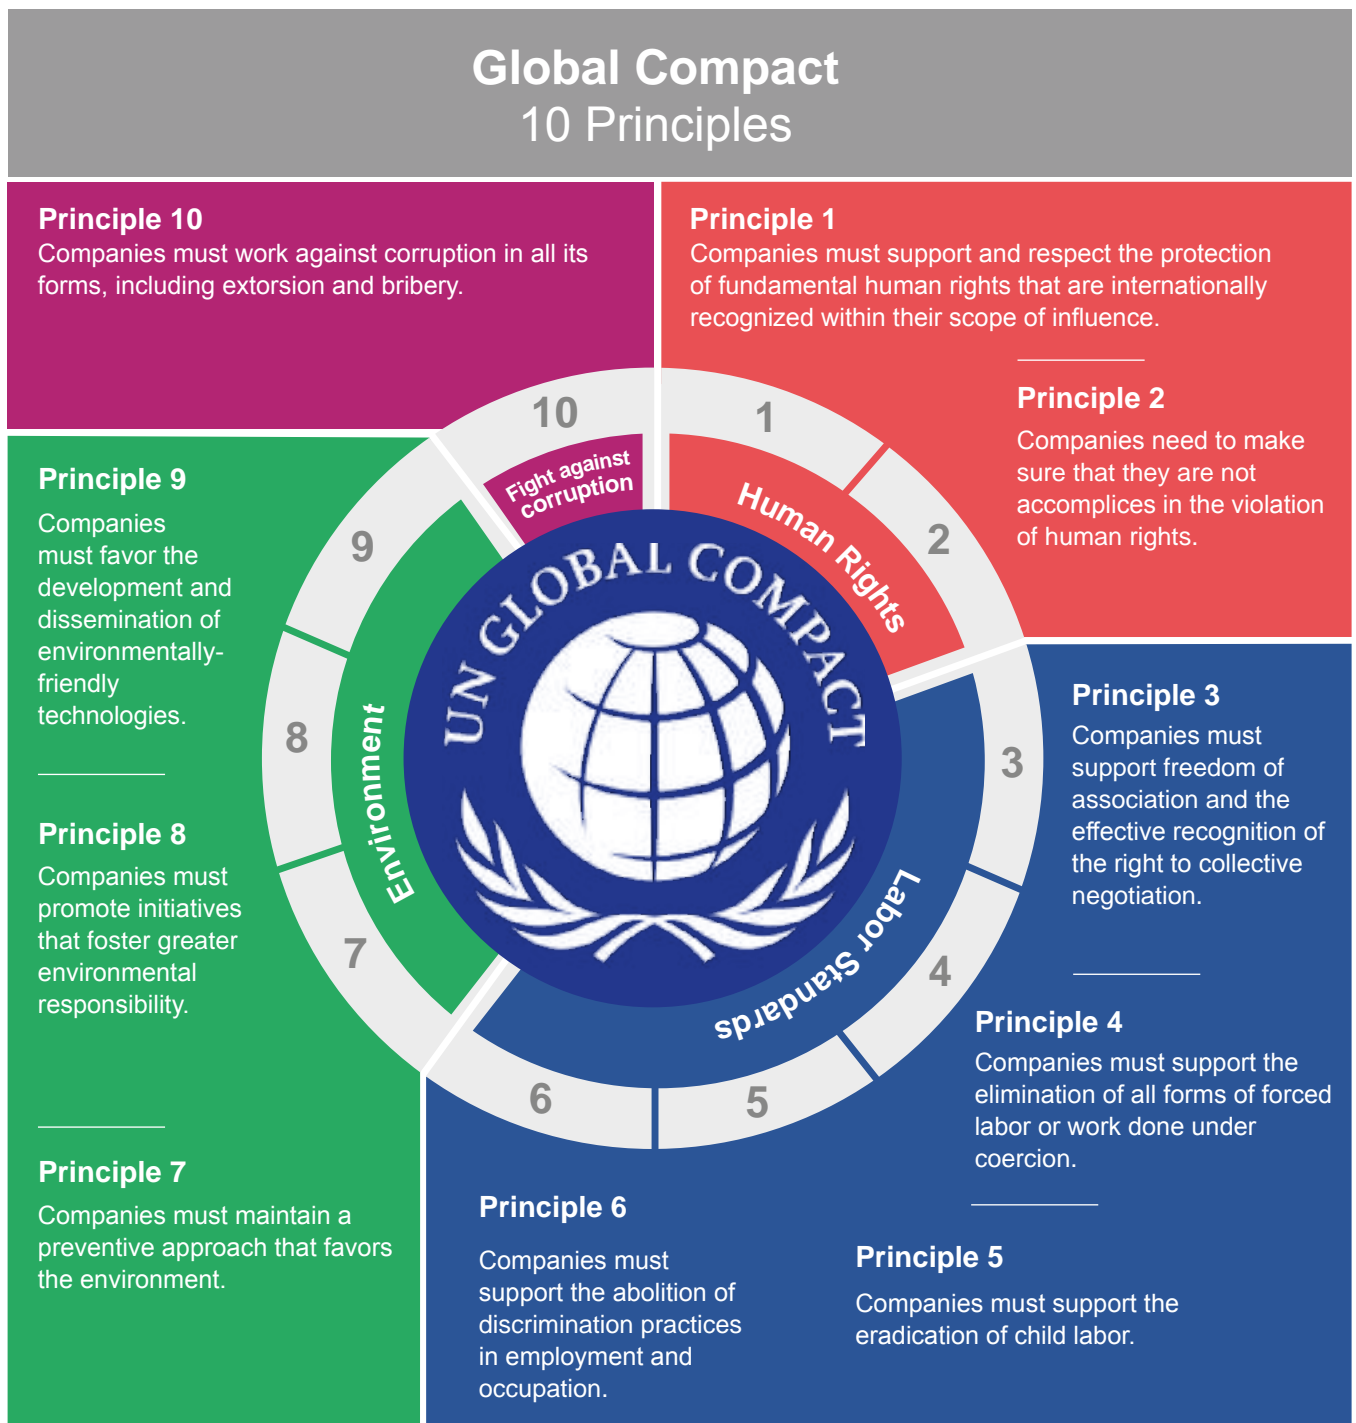 Global Compact
10 Principles
Principle 10
Companies must work against corruption in all its
forms, including extorsion and bribery.
Principle 1
Companies must support and respect the protection
of fundamental human rights that are internationally
recognized within their scope of influence.
Principle 2
Companies need to make
sure that they are not
accomplices in the violation
of human rights.
Principle 3
Companies must
support freedom of
association and the
effective recognition of
the right to collective
negotiation.
Principle 4
Companies must support the
elimination of all forms of forced
labor or work done under
coercion.
Principle 5
Companies must support the
eradication of child labor.
Principle 6
Companies must
support the abolition of
discrimination practices
in employment and
occupation.
Principle 7
Companies must maintain a
preventive approach that favors
the environment.
Principle 8
Companies must
promote initiatives
that foster greater
environmental
responsibility.
Principle 9
Companies
must favor the
development and
dissemination of
environmentally-
friendly
technologies.
1
2
3
4
5
6
7
8
9
10
Human Rights
Labor Standards
Environment
Fight against
corruption
UN GLOBAL COMPACT